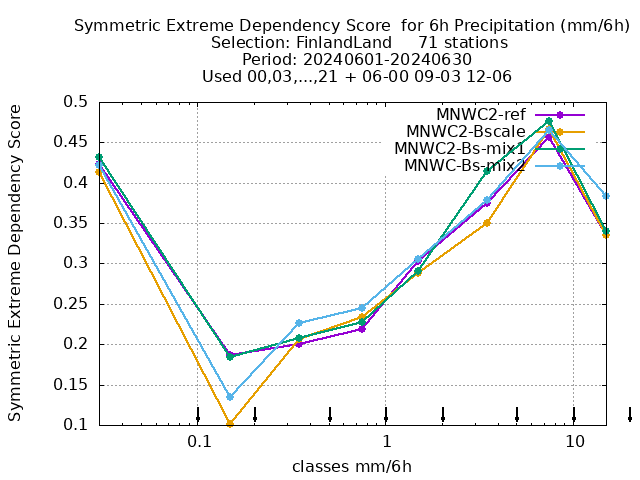 Symmetric Extreme Dependency Score  for 6h Precipitation (mm/6h)
Selection: FinlandLand     71 stations
Period: 20240601-20240630
Used 00,03,...,21 + 06-00 09-03 12-06
Symmetric Extreme Dependency Score
0.5
0.45
0.4
0.35
0.3
0.25
0.2
0.15
0.1
MNWC2-ref
MNWC2-Bscale
MNWC2-Bs-mix1
MNWC-Bs-mix2
0.1 1 10
classes mm/6h